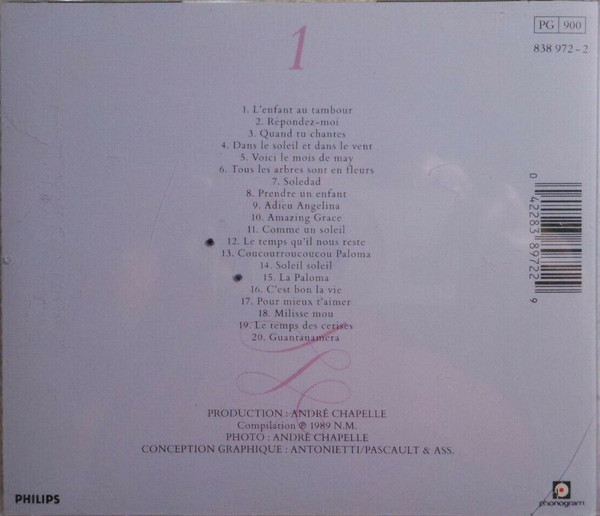 1
PG 900
838 972-2
1. L'enfant au tambour
2. Répondez-moi
3. Quand tu chantes
4. Dans le soleil et dans le vent
5. Voici le mois de may
6. Tous les arbres sont en fleurs
7. Soledad
8. Prendre un enfant
9. Adieu Angelina
10. Amazing Grace
11. Comme un soleil
12. Le temps qu'il nous reste
13. Coucourroucoucou Paloma
14. Soleil soleil
15. La Paloma
16. C'est bon la vie
17. Pour mieux t'aimer
18. Milisse mou
19. Le temps des cerises
20. Guantanamera
0 42283 89722 9
PRODUCTION : ANDRÉ CHAPELLE
Compilation ℗ 1989 N.M.
PHOTO : ANDRÉ CHAPELLE
CONCEPTION GRAPHIQUE : ANTONIETTI/PASCAULT & ASS.
PHILIPS
phonogram